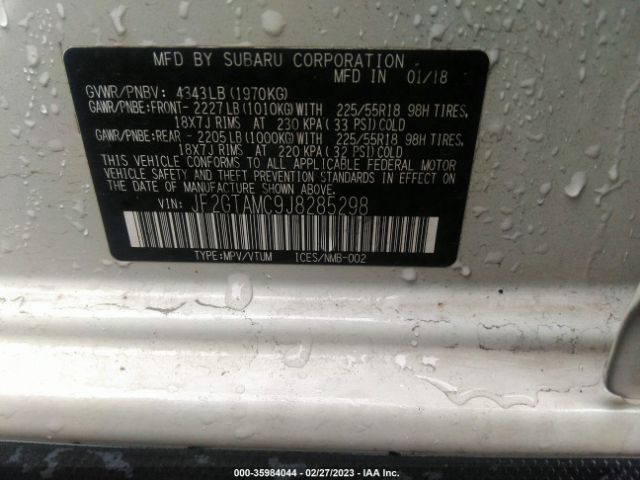 MFD BY SUBARU CORPORATION
MFD IN 01/18
GVWR/PNBV: 4343LB (1970KG)
GAWR/PNBE:FRONT- 2227LB (1010KG) WITH 225/55R18 98H TIRES,
18X7J RIMS AT 230 KPA (33 PSI) COLD
GAWR/PNBE:REAR - 2205LB (1000KG) WITH 225/55R18 98H TIRES,
18X7J RIMS AT 220 KPA (32 PSI) COLD
THIS VEHICLE CONFORMS TO ALL APPLICABLE FEDERAL MOTOR
VEHICLE SAFETY AND THEFT PREVENTION STANDARDS IN EFFECT
ON THE DATE OF MANUFACTURE SHOWN ABOVE.
VIN: JF2GTAMC9J8285298
TYPE:MPV/VTUM ICES/NMB-002
000-35984044 / 02/27/2023 - IAA Inc.